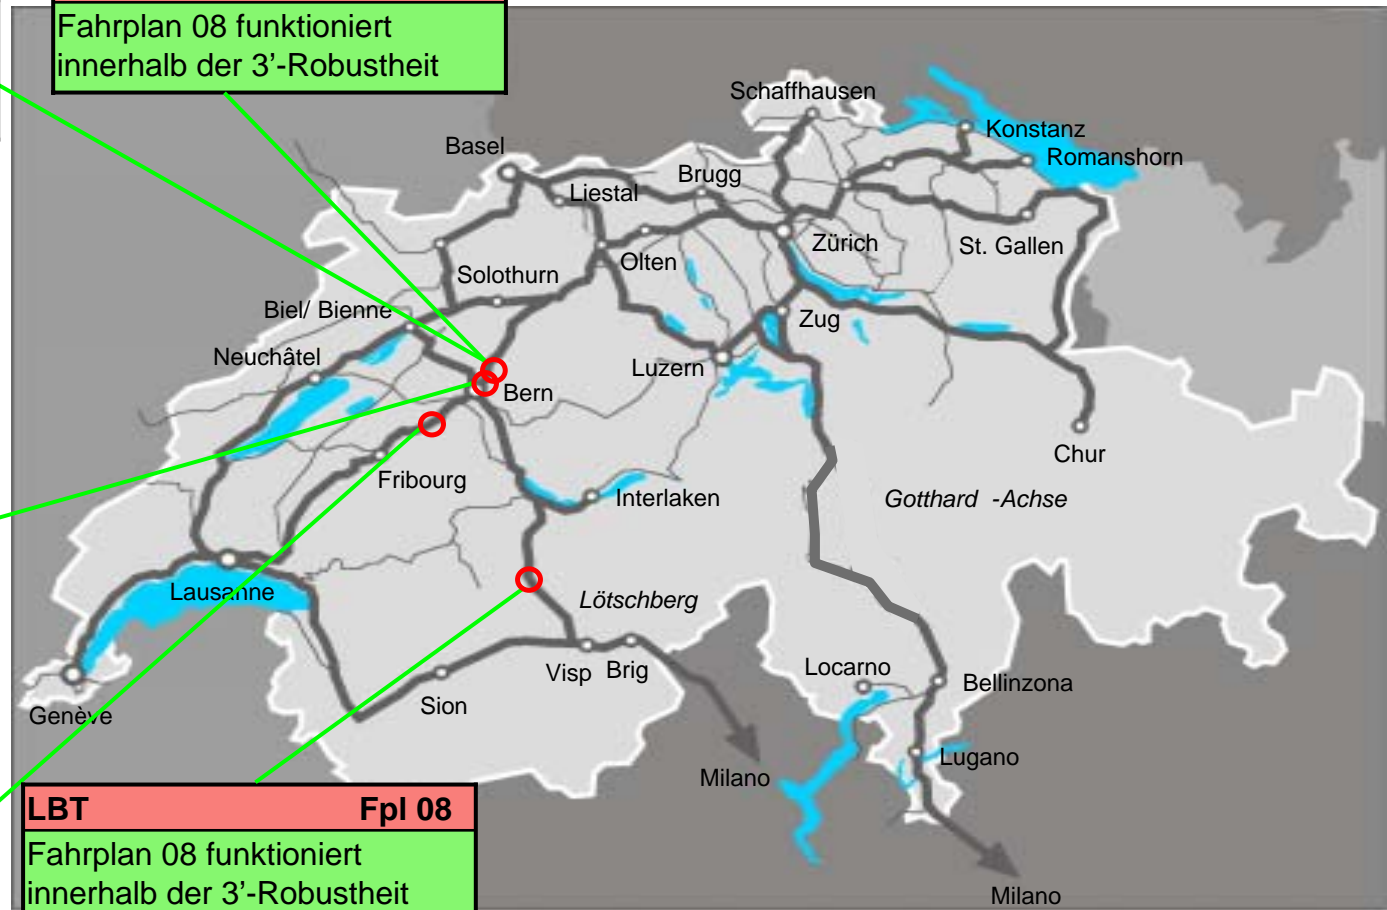 Fahrplan 08 funktioniert
innerhalb der 3'-Robustheit
Schaffhausen
Konstanz
Basel
Romanshorn
Brugg
Liestal
Zürich
St. Gallen
Olten
Solothurn
Biel/ Bienne
Zug
Neuchâtel
Luzern
Bern
Chur
Fribourg
Interlaken
Gotthard -Achse
Lausanne
Lötschberg
Locarno
Visp Brig
Bellinzona
Sion
Genève
Lugano
Milano
LBT Fpl 08
Fahrplan 08 funktioniert
innerhalb der 3'-Robustheit
Milano